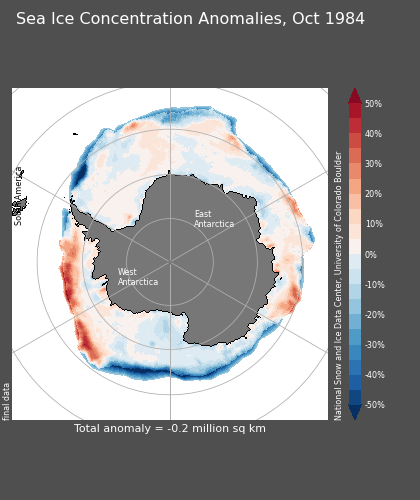 Sea Ice Concentration Anomalies, Oct 1984
South America
East
Antarctica
West
Antarctica
final data
National Snow and Ice Data Center, University of Colorado Boulder
50%
40%
30%
20%
10%
0%
-10%
-20%
-30%
-40%
-50%
Total anomaly = -0.2 million sq km